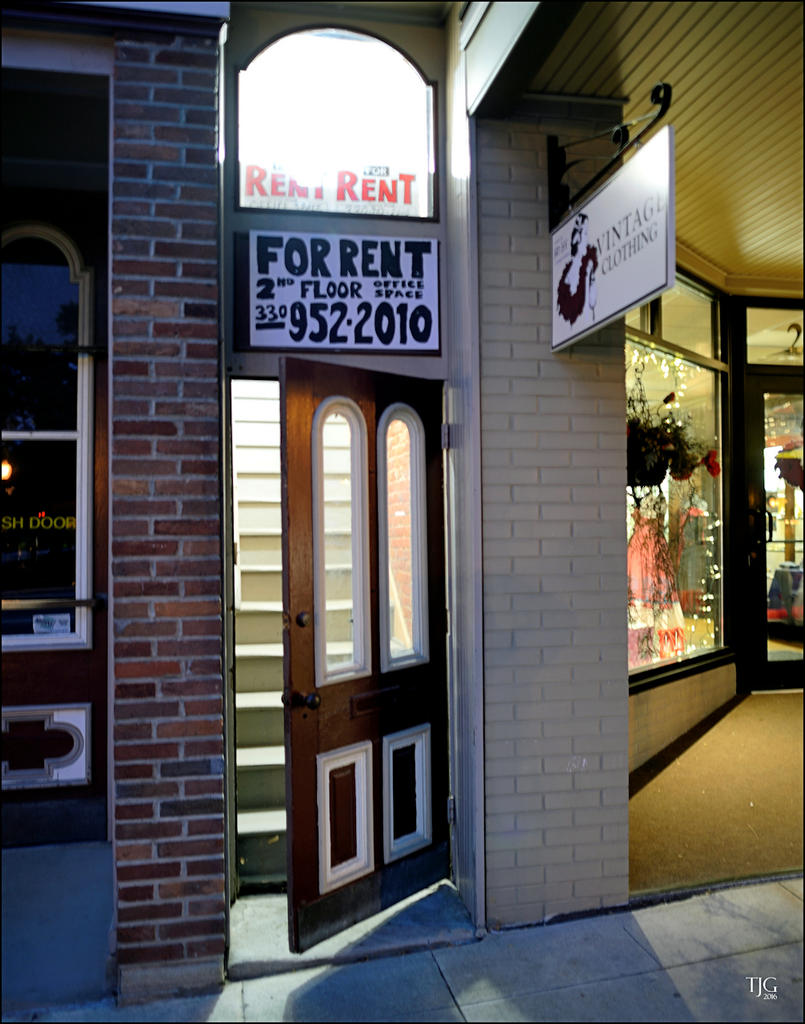 FOR
RENT RENT
FOR RENT
2ND FLOOR OFFICE SPACE
330 952-2010
VINTAGE
CLOTHING
SH DOOR
TJG
2016